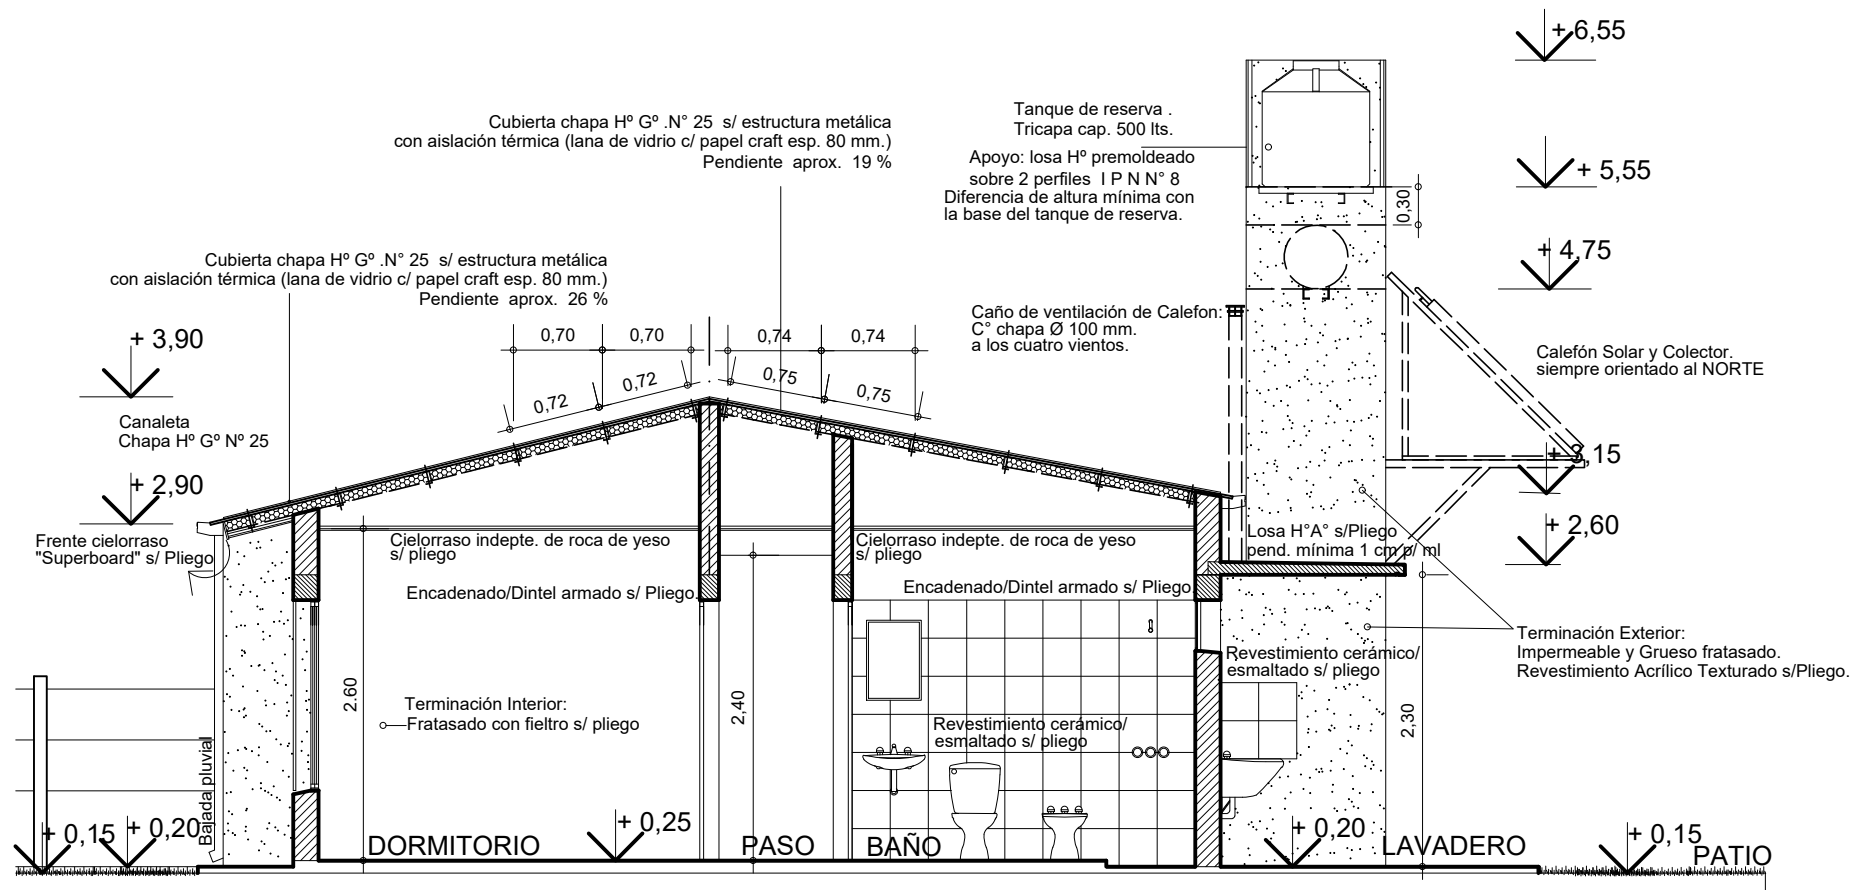 + 6,55
Tanque de reserva .
Tricapa cap. 500 lts.
Cubierta chapa Hº Gº .N° 25 s/ estructura metálica
con aislación térmica (lana de vidrio c/ papel craft esp. 80 mm.)
Pendiente aprox. 19 %
Apoyo: losa Hº premoldeado
sobre 2 perfiles I P N N° 8
Diferencia de altura mínima con
la base del tanque de reserva.
+ 5,55
0,30
+ 4,75
Cubierta chapa Hº Gº .N° 25 s/ estructura metálica
con aislación térmica (lana de vidrio c/ papel craft esp. 80 mm.)
Pendiente aprox. 26 %
Caño de ventilación de Calefon:
C° chapa Ø 100 mm.
a los cuatro vientos.
+ 3,90
0,70
0,70
0,74
0,74
Calefón Solar y Colector.
siempre orientado al NORTE
0,72
0,72
0,75
0,75
Canaleta
Chapa Hº Gº Nº 25
+ 3,15
+ 2,90
Frente cielorraso
"Superboard" s/ Pliego
Cielorraso indepte. de roca de yeso
s/ pliego
Cielorraso indepte. de roca de yeso
s/ pliego
Losa H°A° s/Pliego
pend. mínima 1 cm p/ ml
+ 2,60
Encadenado/Dintel armado s/ Pliego.
Encadenado/Dintel armado s/ Pliego.
Terminación Exterior:
Impermeable y Grueso fratasado.
Revestimiento Acrílico Texturado s/Pliego.
Revestimiento cerámico/
esmaltado s/ pliego
2.60
Terminación Interior:
Fratasado con fieltro s/ pliego
2,40
Revestimiento cerámico/
esmaltado s/ pliego
2,30
Bajada pluvial
+ 0,15
+ 0,20
+ 0,25
+ 0,20
+ 0,15
DORMITORIO
PASO
BAÑO
LAVADERO
PATIO